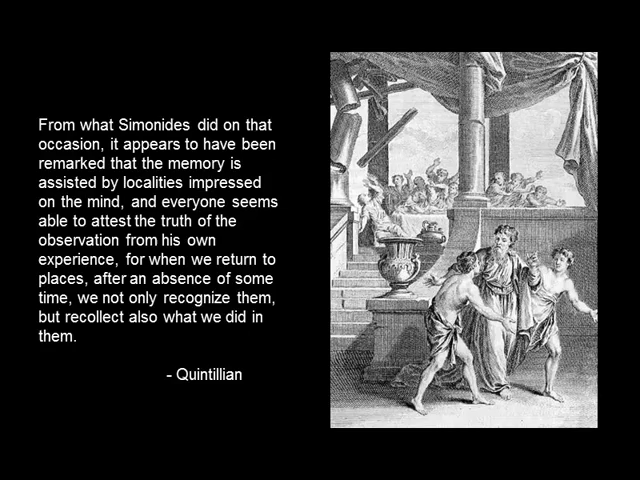 From what Simonides did on that
occasion, it appears to have been
remarked that the memory is
assisted by localities impressed
on the mind, and everyone seems
able to attest the truth of the
observation from his own
experience, for when we return to
places, after an absence of some
time, we not only recognize them,
but recollect also what we did in
them.
- Quintillian